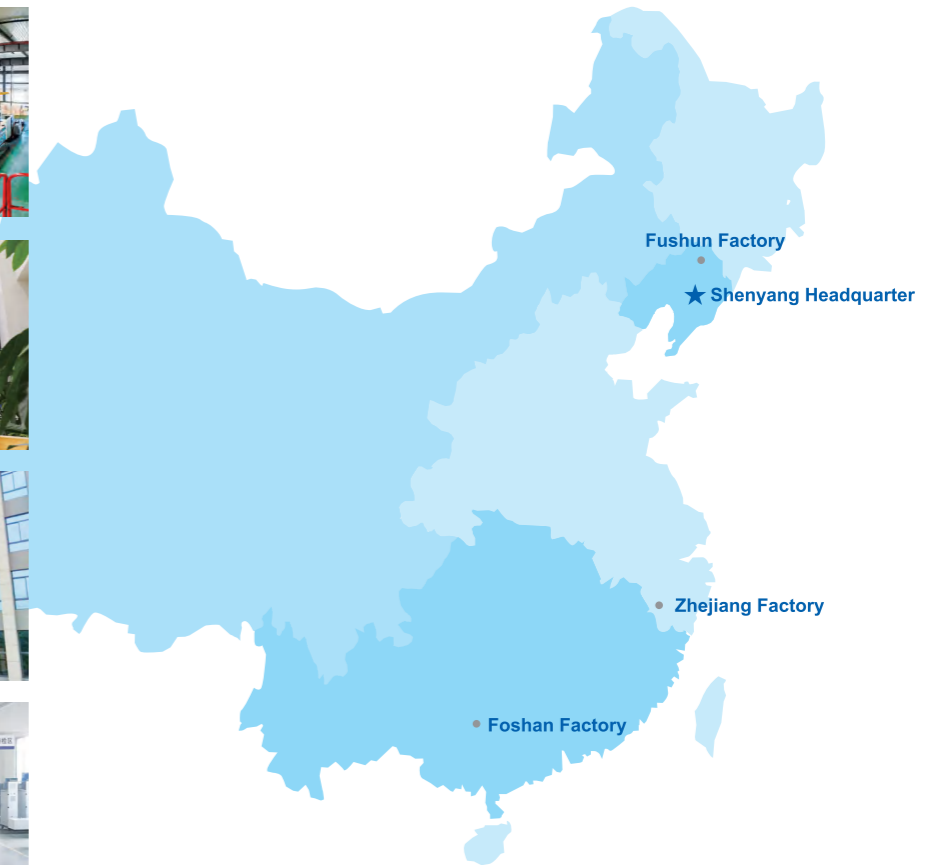 Fushun Factory
Shenyang Headquarter
Zhejiang Factory
Foshan Factory